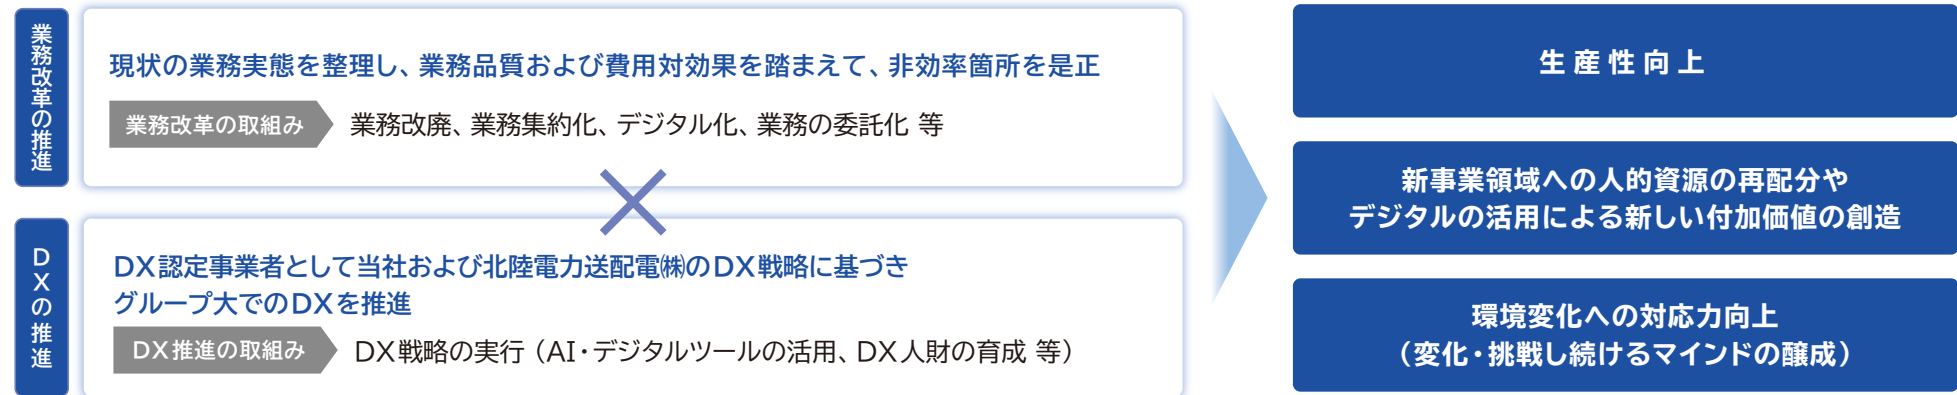 業務改革の推進
現状の業務実態を整理し、業務品質および費用対効果を踏まえて、非効率箇所を是正
業務改革の取組み
業務改廃、業務集約化、デジタル化、業務の委託化 等
DXの推進
DX認定事業者として当社および北陸電力送配電㈱のDX戦略に基づき
グループ大でのDXを推進
DX推進の取組み
DX戦略の実行（AI・デジタルツールの活用、DX人財の育成 等）
生産性向上
新事業領域への人的資源の再配分や
デジタルの活用による新しい付加価値の創造
環境変化への対応力向上
（変化・挑戦し続けるマインドの醸成）